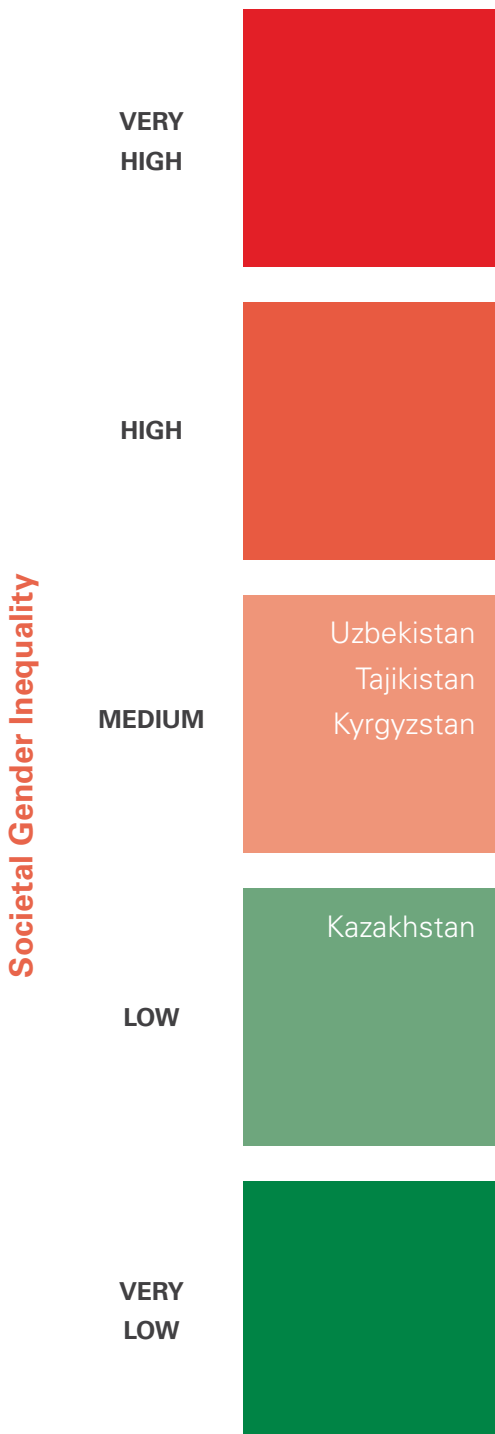 VERY
HIGH
HIGH
Societal Gender Inequality
MEDIUM
Uzbekistan
Tajikistan
Kyrgyzstan
LOW
Kazakhstan
VERY
LOW